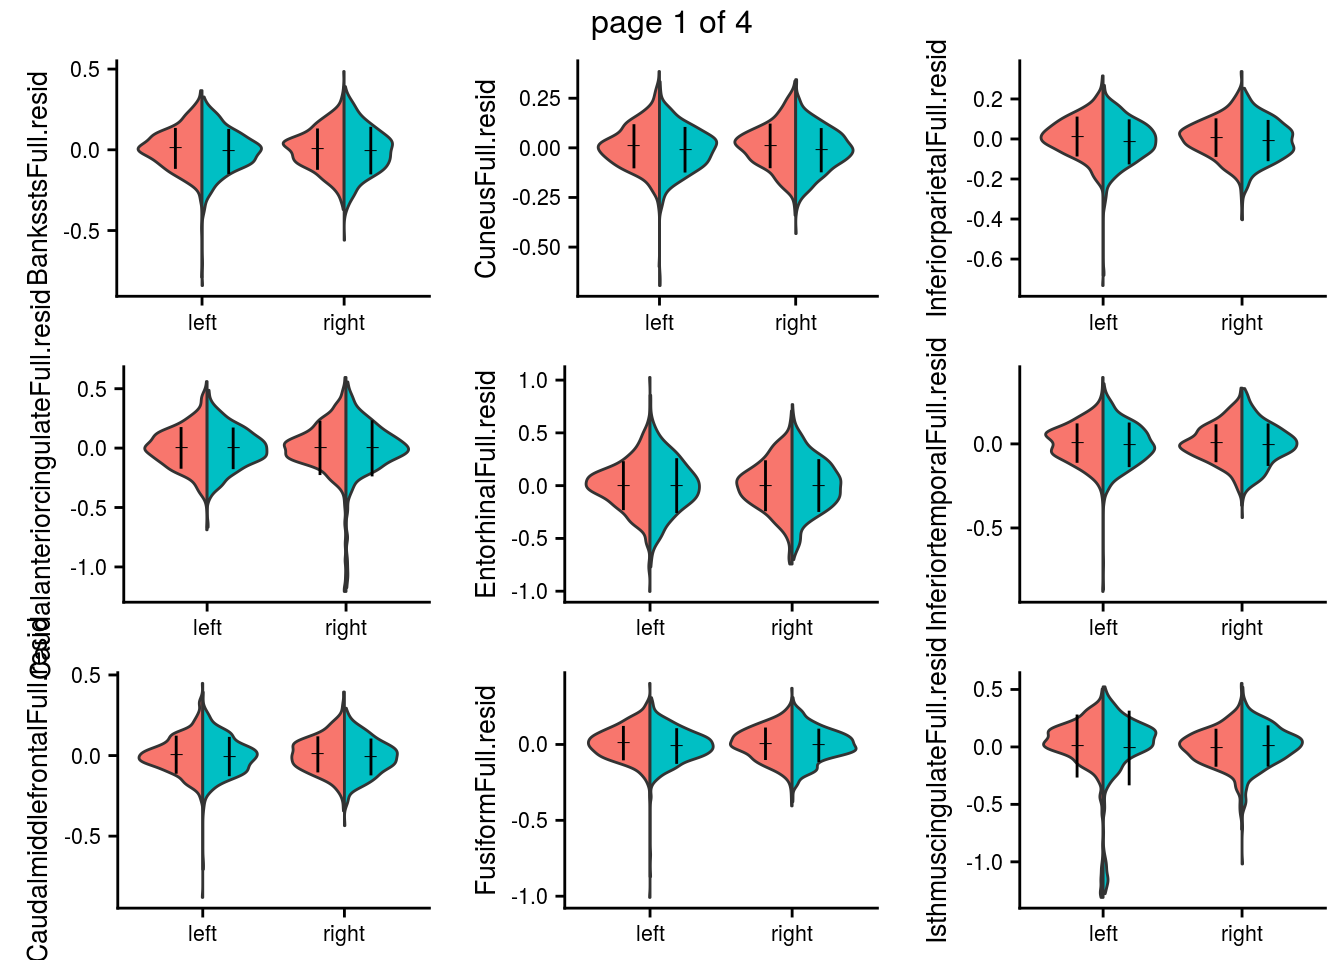 page 1 of 4
BanksstsFull.resid
0.5
0.0
-0.5
left
right
CuneusFull.resid
0.25
0.00
-0.25
-0.50
left
right
InferiorparietalFull.resid
0.2
0.0
-0.2
-0.4
-0.6
left
right
Caudalanteriorcingulatefull.resid
0.5
0.0
-0.5
-1.0
left
right
EntorhinalFull.resid
1.0
0.5
0.0
-0.5
-1.0
left
right
InferiortemporalFull.resid
0.0
-0.5
left
right
CaudalmiddlefrontalFull.resid
0.5
0.0
-0.5
left
right
FusiformFull.resid
0.0
-0.5
-1.0
left
right
IsthmuscingulateFull.resid
0.5
0.0
-0.5
-1.0
left
right